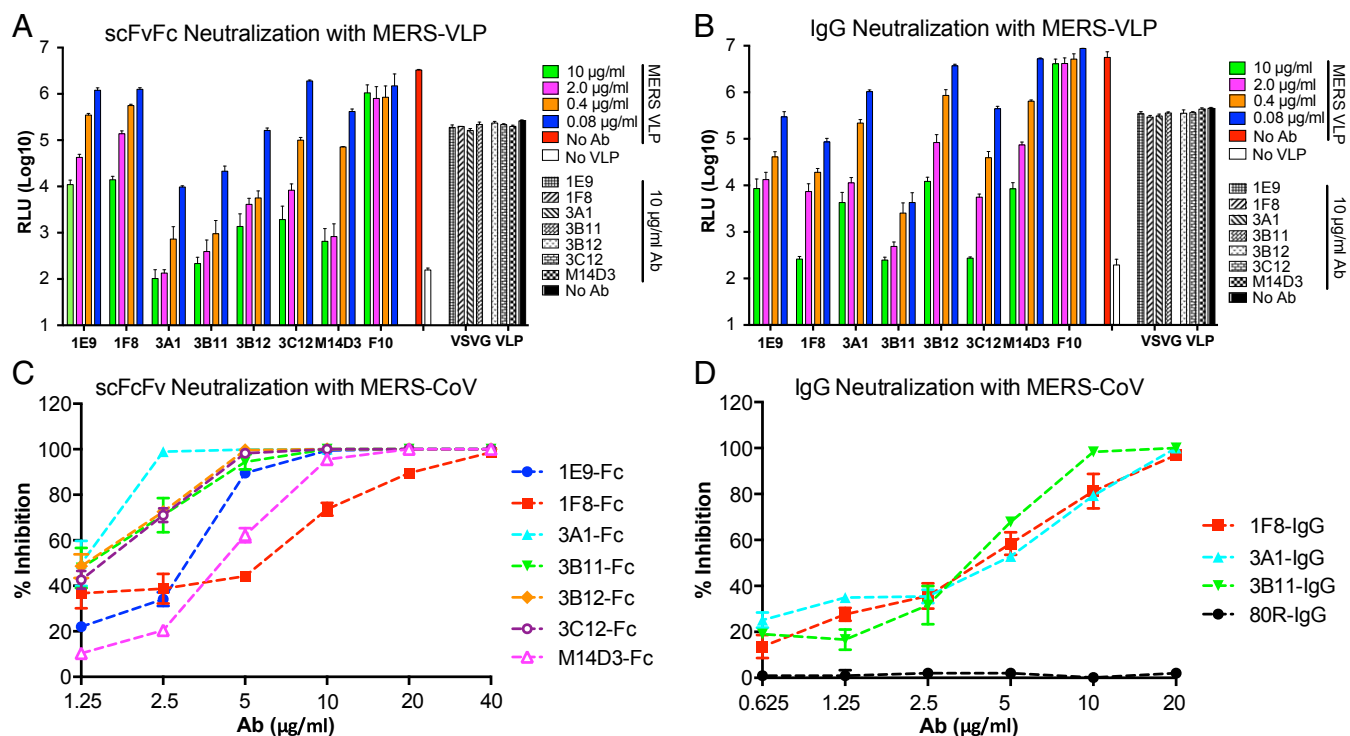 A
scFvFc Neutralization with MERS-VLP
RLU (Log10)
7
6
5
4
3
2
1
1E9 1F8 3A1 3B11 3B12 3C12 M14D3 F10 VSVG VLP
10 µg/ml
2.0 µg/ml
0.4 µg/ml
0.08 µg/ml
No Ab
No VLP
MERS VLP
1E9
1F8
3A1
3B11
3B12
3C12
M14D3
No Ab
10 µg/ml Ab
B
IgG Neutralization with MERS-VLP
RLU (Log10)
7
6
5
4
3
2
1
1E9 1F8 3A1 3B11 3B12 3C12 M14D3 F10 VSVG VLP
10 µg/ml
2.0 µg/ml
0.4 µg/ml
0.08 µg/ml
No Ab
No VLP
MERS VLP
1E9
1F8
3A1
3B11
3B12
3C12
M14D3
No Ab
10 µg/ml Ab
C
scFcFv Neutralization with MERS-CoV
% Inhibition
120
100
80
60
40
20
0
1.25 2.5 5 10 20 40
Ab (µg/ml)
1E9-Fc
1F8-Fc
3A1-Fc
3B11-Fc
3B12-Fc
3C12-Fc
M14D3-Fc
D
IgG Neutralization with MERS-CoV
% Inhibition
120
100
80
60
40
20
0
0.625 1.25 2.5 5 10 20
Ab (µg/ml)
1F8-IgG
3A1-IgG
3B11-IgG
80R-IgG